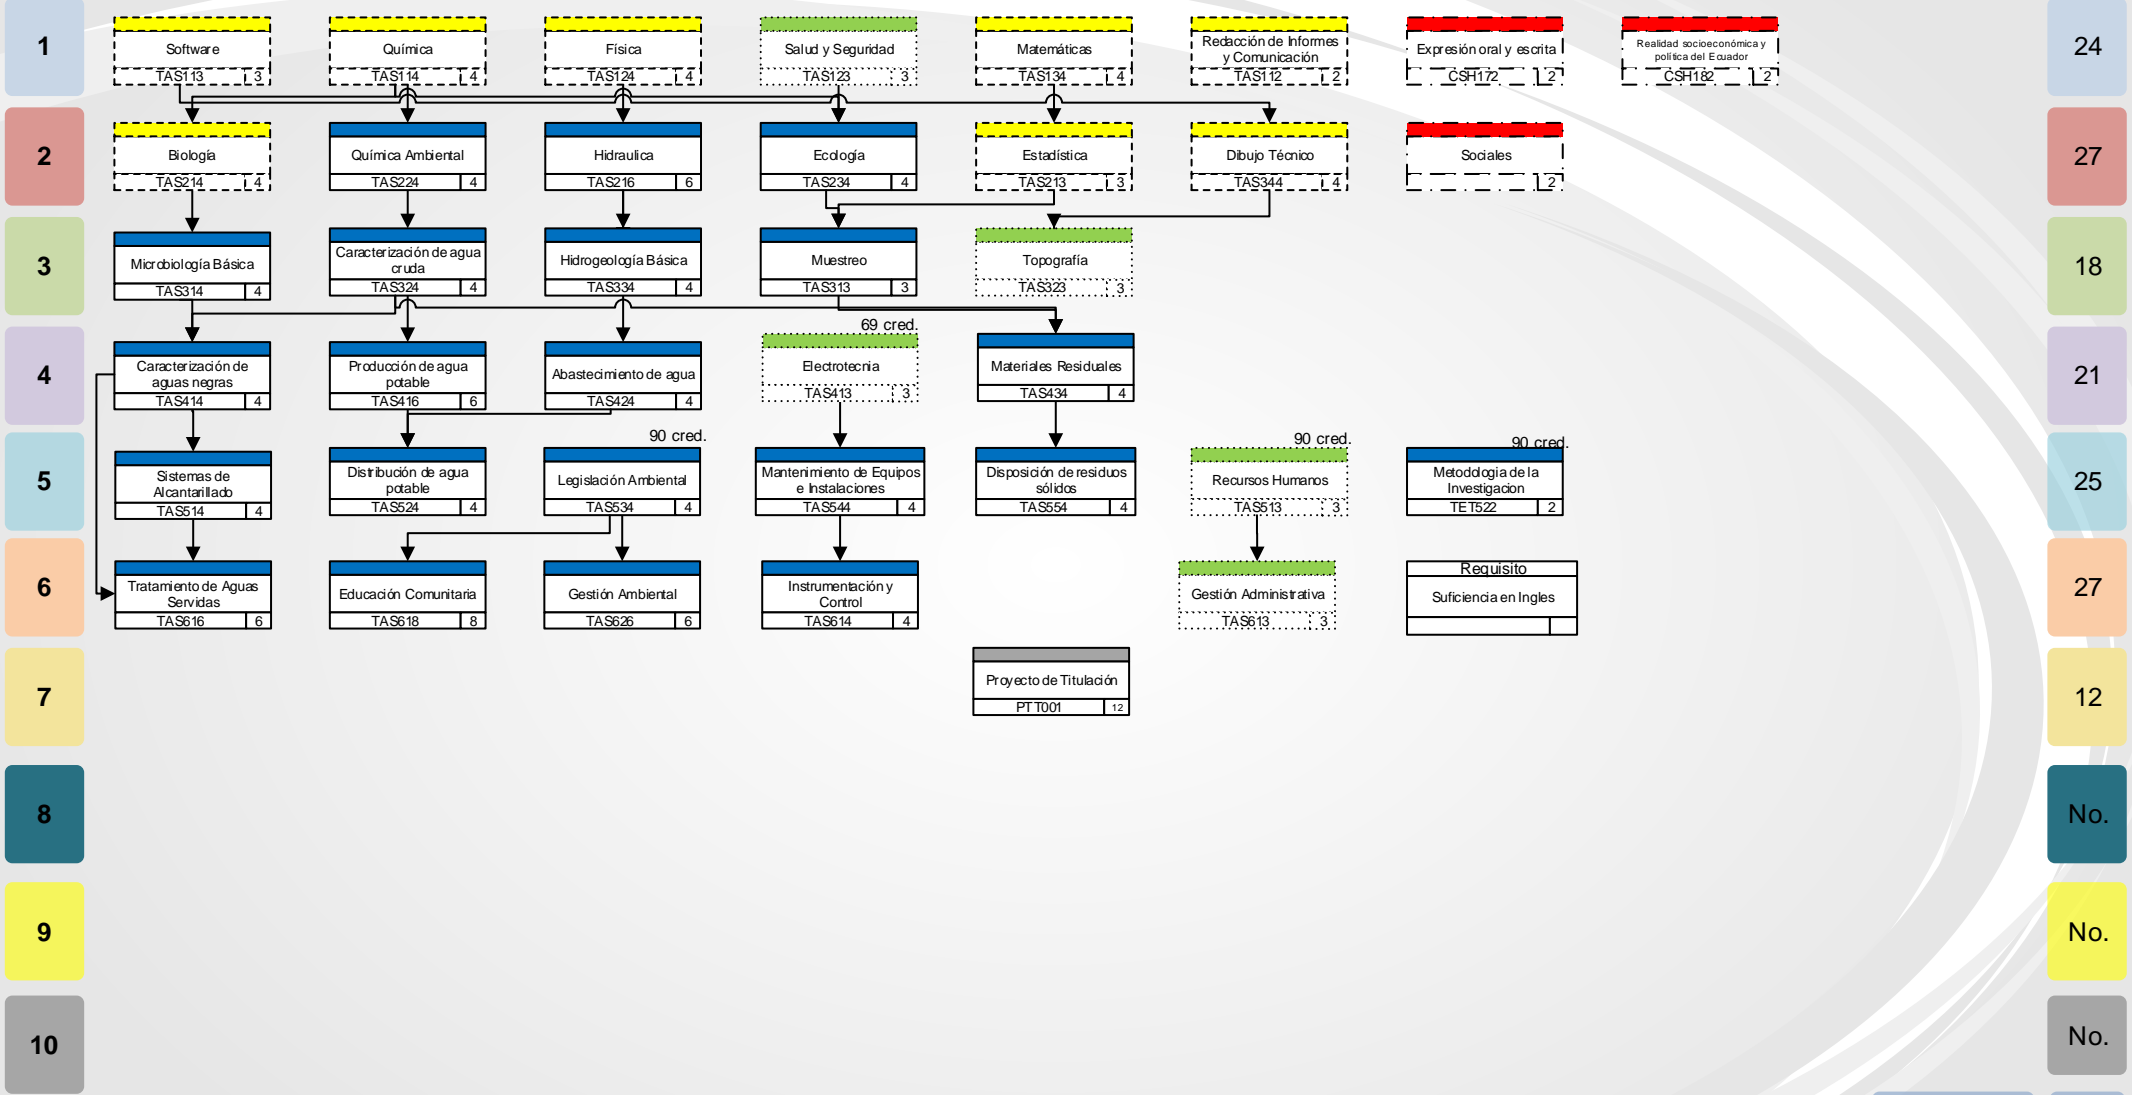 1
Software
TAS113 3
Química
TAS114 4
Física
TAS124 4
Salud y Seguridad
TAS123 3
Matemáticas
TAS134 4
Redacción de Informes
y Comunicación
TAS112 2
Expresión oral y escrita
CSH172 2
Realidad socioeconómica y
política del Ecuador
CSH182 2
24
2
Biología
TAS214 4
Química Ambiental
TAS224 4
Hidraulica
TAS216 6
Ecología
TAS234 4
Estadística
TAS213 3
Dibujo Técnico
TAS344 4
Sociales
2
27
3
Microbiología Básica
TAS314 4
Caracterización de agua
cruda
TAS324 4
Hidrogeología Básica
TAS334 4
Muestreo
TAS313 3
Topografía
TAS323 3
18
4
Caracterización de
aguas negras
TAS414 4
Producción de agua
potable
TAS416 6
Abastecimiento de agua
TAS424 4
69 cred.
Electrotecnia
TAS413 3
Materiales Residuales
TAS434 4
21
5
Sistemas de
Alcantarillado
TAS514 4
Distribución de agua
potable
TAS524 4
90 cred.
Legislación Ambiental
TAS534 4
Mantenimiento de Equipos
e Instalaciones
TAS544 4
Disposición de residuos
sólidos
TAS554 4
90 cred.
Recursos Humanos
TAS513 3
90 cred.
Metodologia de la
Investigacion
TET522 2
25
6
Tratamiento de Aguas
Servidas
TAS616 6
Educación Comunitaria
TAS618 8
Gestión Ambiental
TAS626 6
Instrumentación y
Control
TAS614 4
Gestión Administrativa
TAS613 3
Requisito
Suficiencia en Ingles
27
7
Proyecto de Titulación
PTT001 12
12
8
No.
9
No.
10
No.